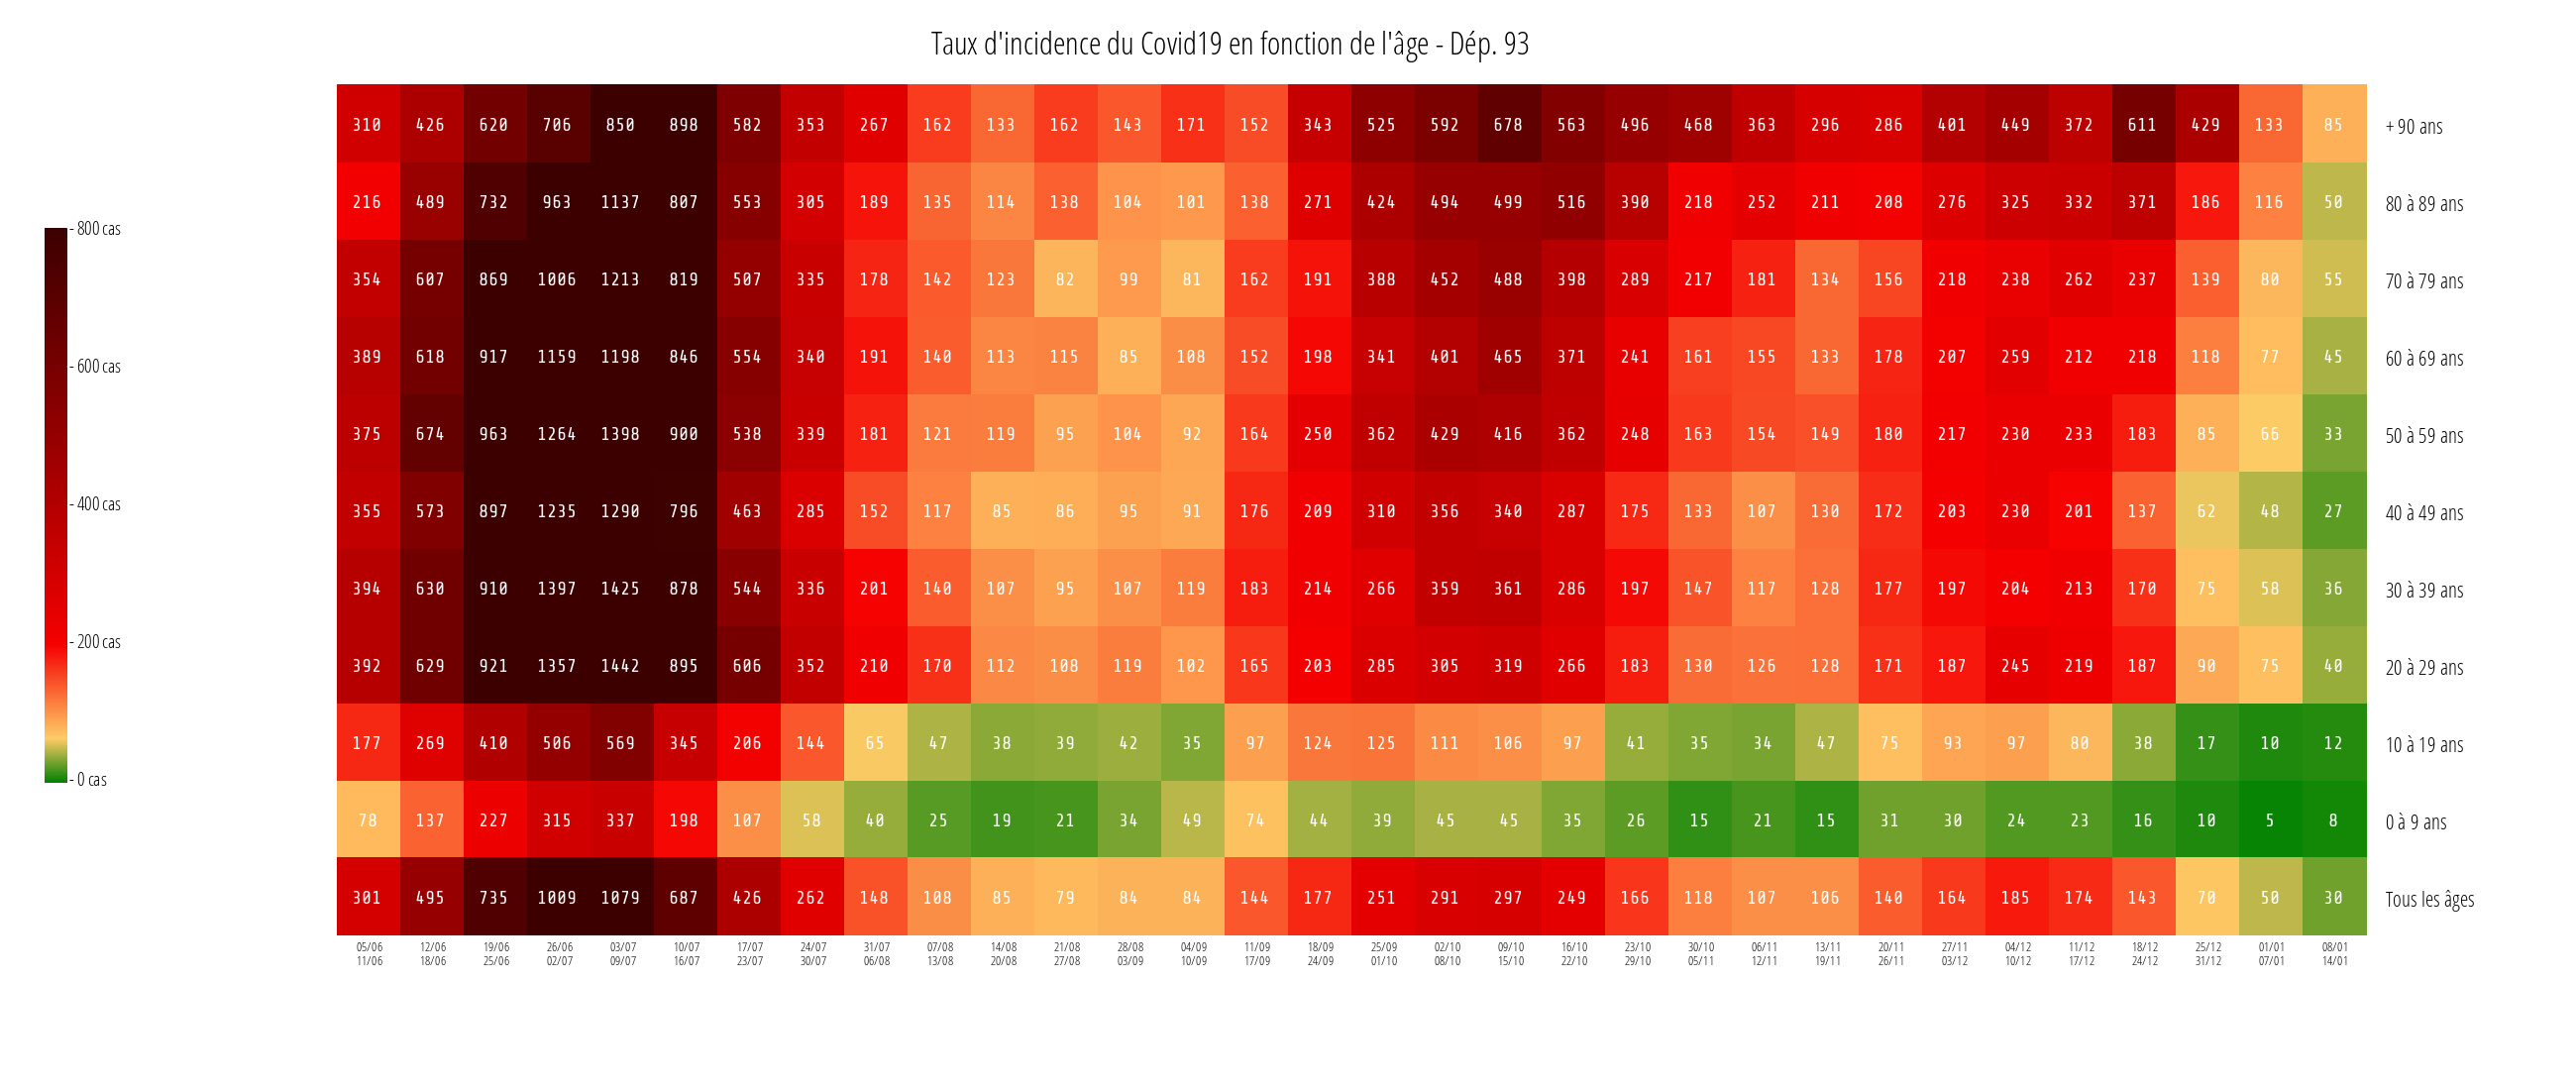 Taux d'incidence du Covid19 en fonction de l'âge - Dép. 93
310 426 620 706 850 898 582 353 267 162 133 162 143 171 152 343 525 592 678 563 496 468 363 296 286 401 449 372 611 429 133 85 + 90 ans
216 489 732 963 1137 807 553 305 189 135 114 138 104 101 138 271 424 494 499 516 390 218 252 211 208 276 325 332 371 186 116 50 80 à 89 ans
- 800 cas
354 607 869 1006 1213 819 507 335 178 142 123 82 99 81 162 191 388 452 488 398 289 217 181 134 156 218 238 262 237 139 80 55 70 à 79 ans
389 618 917 1159 1198 846 554 340 191 140 113 115 85 108 152 198 341 401 465 371 241 161 155 133 178 207 259 212 218 118 77 45 60 à 69 ans
- 600 cas
375 674 963 1264 1398 900 538 339 181 121 119 95 104 92 164 250 362 429 416 362 248 163 154 149 180 217 230 233 183 85 66 33 50 à 59 ans
- 400 cas
355 573 897 1235 1290 796 463 285 152 117 85 86 95 91 176 209 310 356 340 287 175 133 107 130 172 203 230 201 137 62 48 27 40 à 49 ans
394 630 910 1397 1425 878 544 336 201 140 107 95 107 119 183 214 266 359 361 286 197 147 117 128 177 197 204 213 170 75 58 36 30 à 39 ans
- 200 cas
392 629 921 1357 1442 895 606 352 210 170 112 108 119 102 165 203 285 305 319 266 183 130 126 128 171 187 245 219 187 90 75 40 20 à 29 ans
177 269 410 506 569 345 206 144 65 47 38 39 42 35 97 124 125 111 106 97 41 35 34 47 75 93 97 80 38 17 10 12 10 à 19 ans
- 0 cas
78 137 227 315 337 198 107 58 40 25 19 21 34 49 74 44 39 45 45 35 26 15 21 15 31 30 24 23 16 10 5 8 0 à 9 ans
301 495 735 1009 1079 687 426 262 148 108 85 79 84 84 144 177 251 291 297 249 166 118 107 106 140 164 185 174 143 70 50 30 Tous les âges
05/06 12/06 19/06 26/06 03/07 10/07 17/07 24/07 31/07 07/08 14/08 21/08 28/08 04/09 11/09 18/09 25/09 02/10 09/10 16/10 23/10 30/10 06/11 13/11 20/11 27/11 04/12 11/12 18/12 25/12 01/01 08/01
11/06 18/06 25/06 02/07 09/07 16/07 23/07 30/07 06/08 13/08 20/08 27/08 03/09 10/09 17/09 24/09 01/10 08/10 15/10 22/10 29/10 05/11 12/11 19/11 26/11 03/12 10/12 17/12 24/12 31/12 07/01 14/01